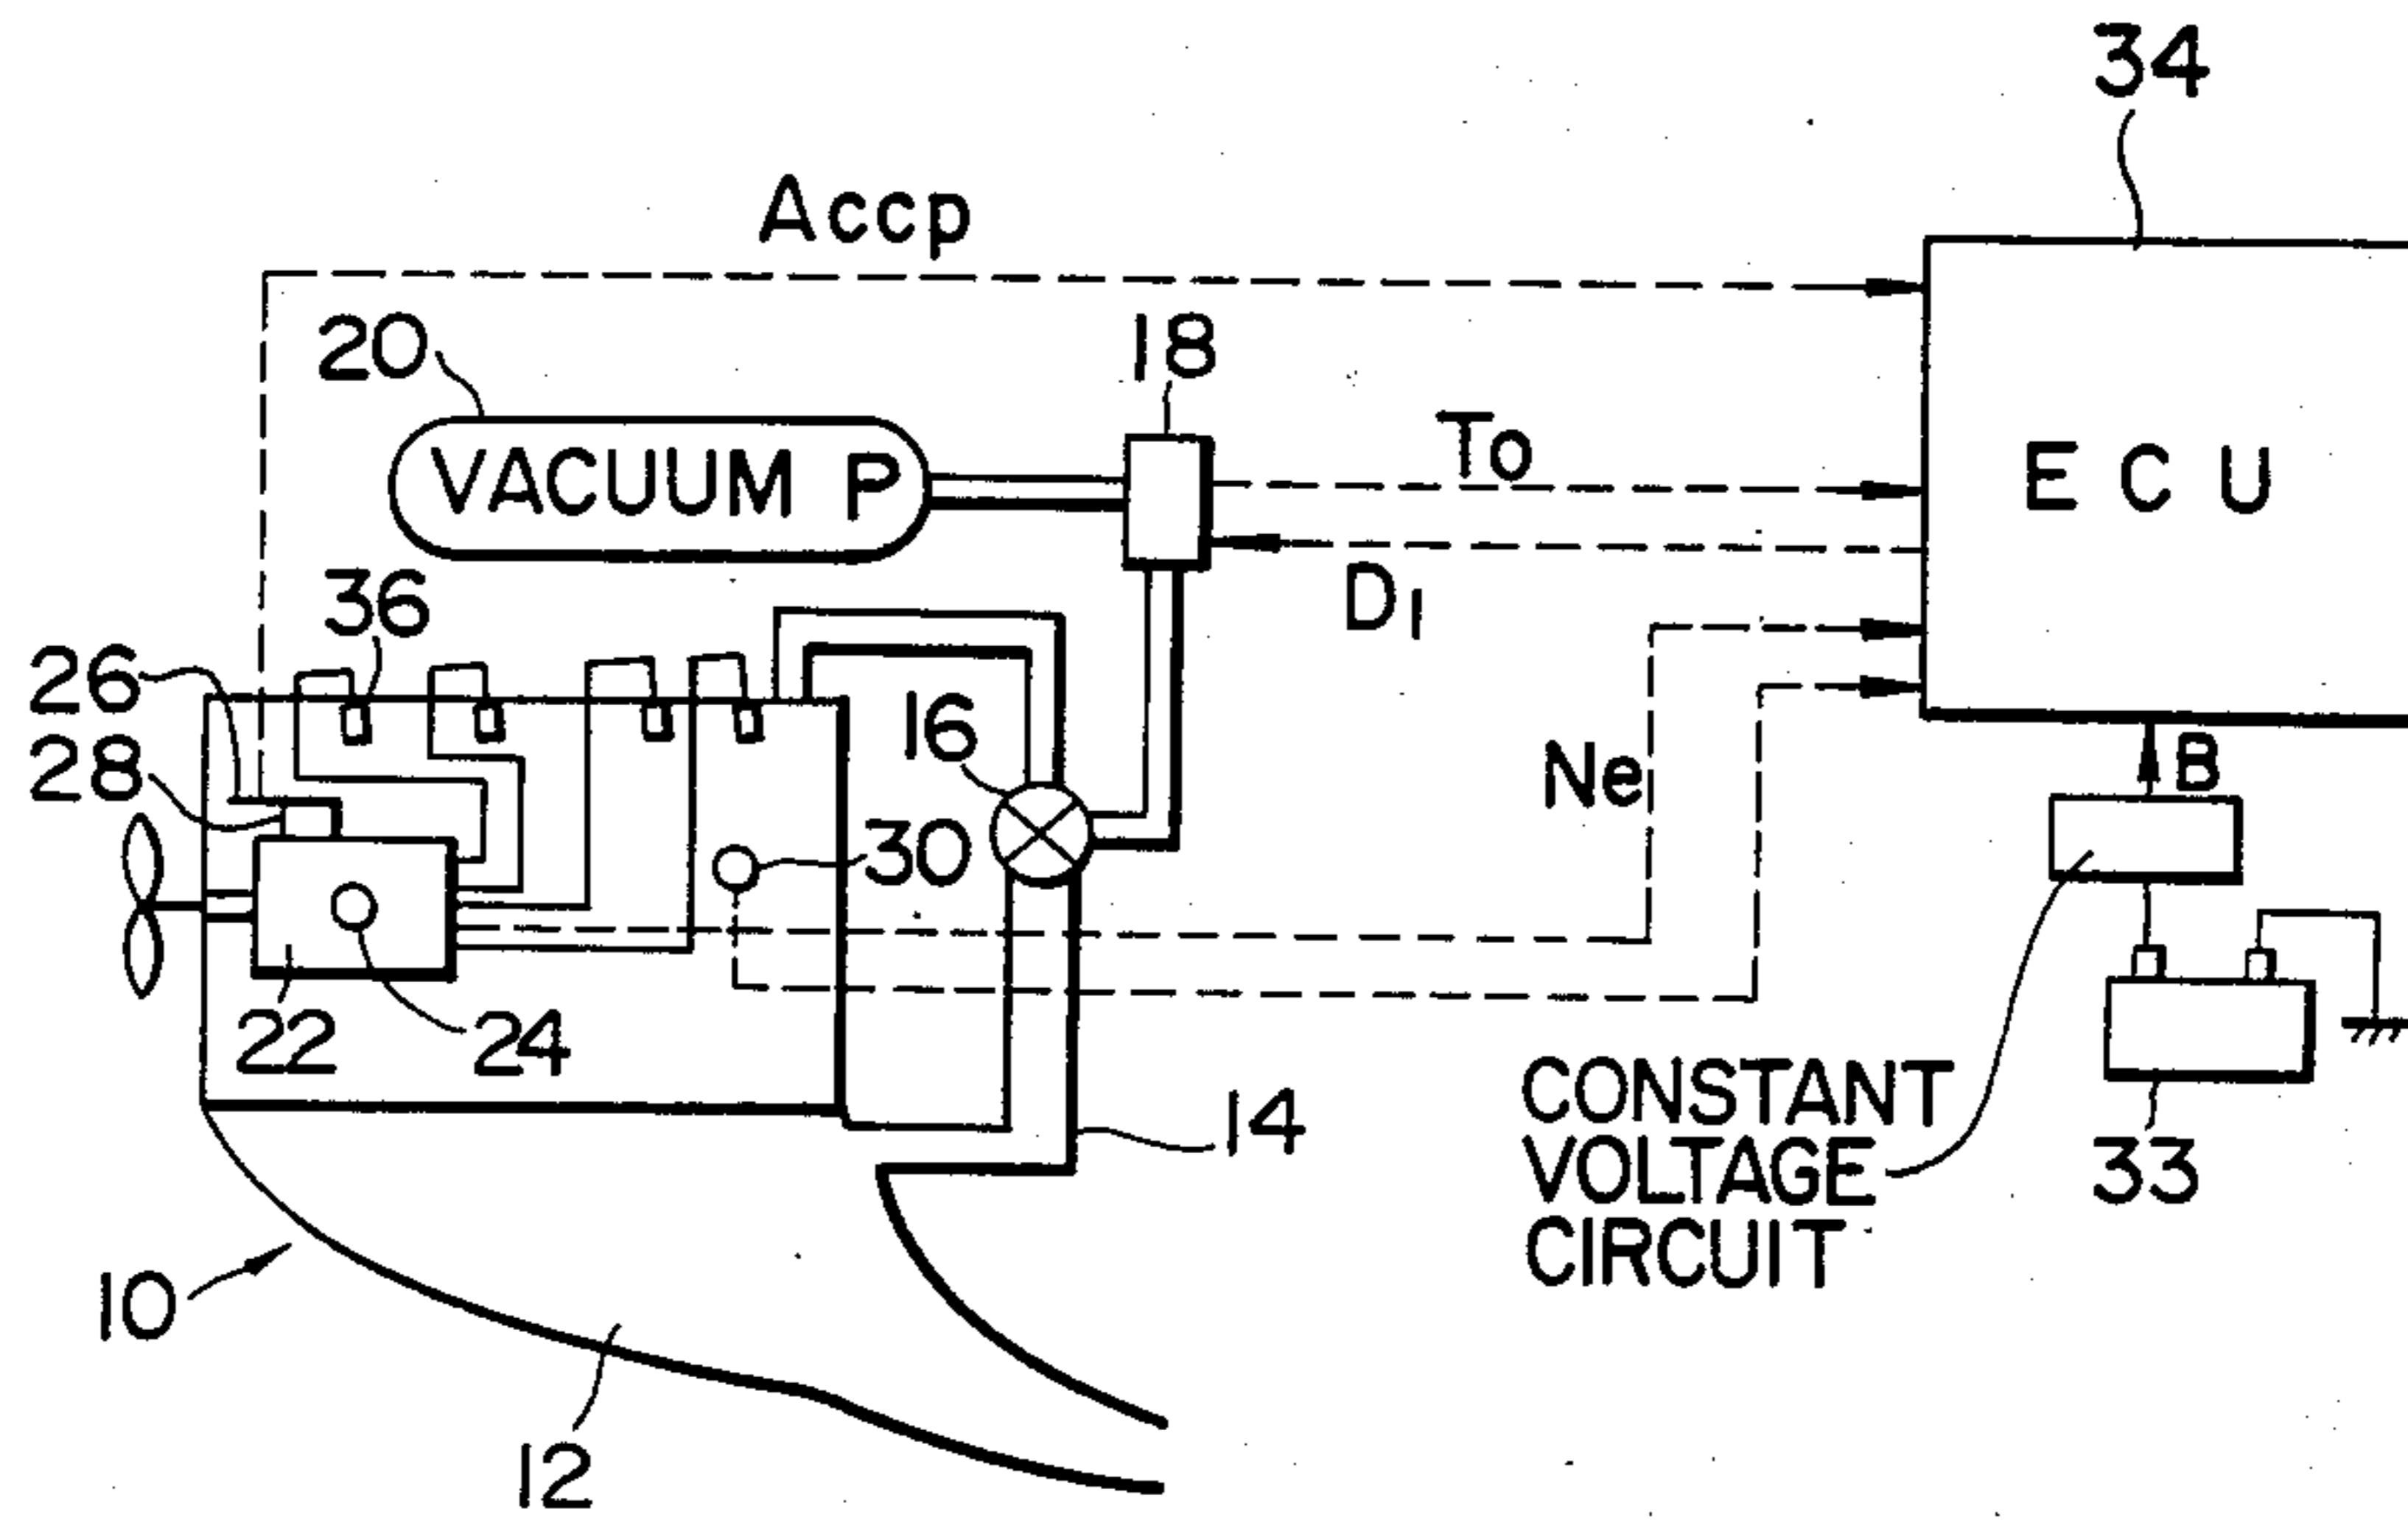 34
Accp
20
18
VACUUM P
To
E C U
D1
36
26
28
16
Ne
B
30
22
24
CONSTANT
VOLTAGE
CIRCUIT
14
33
10
12